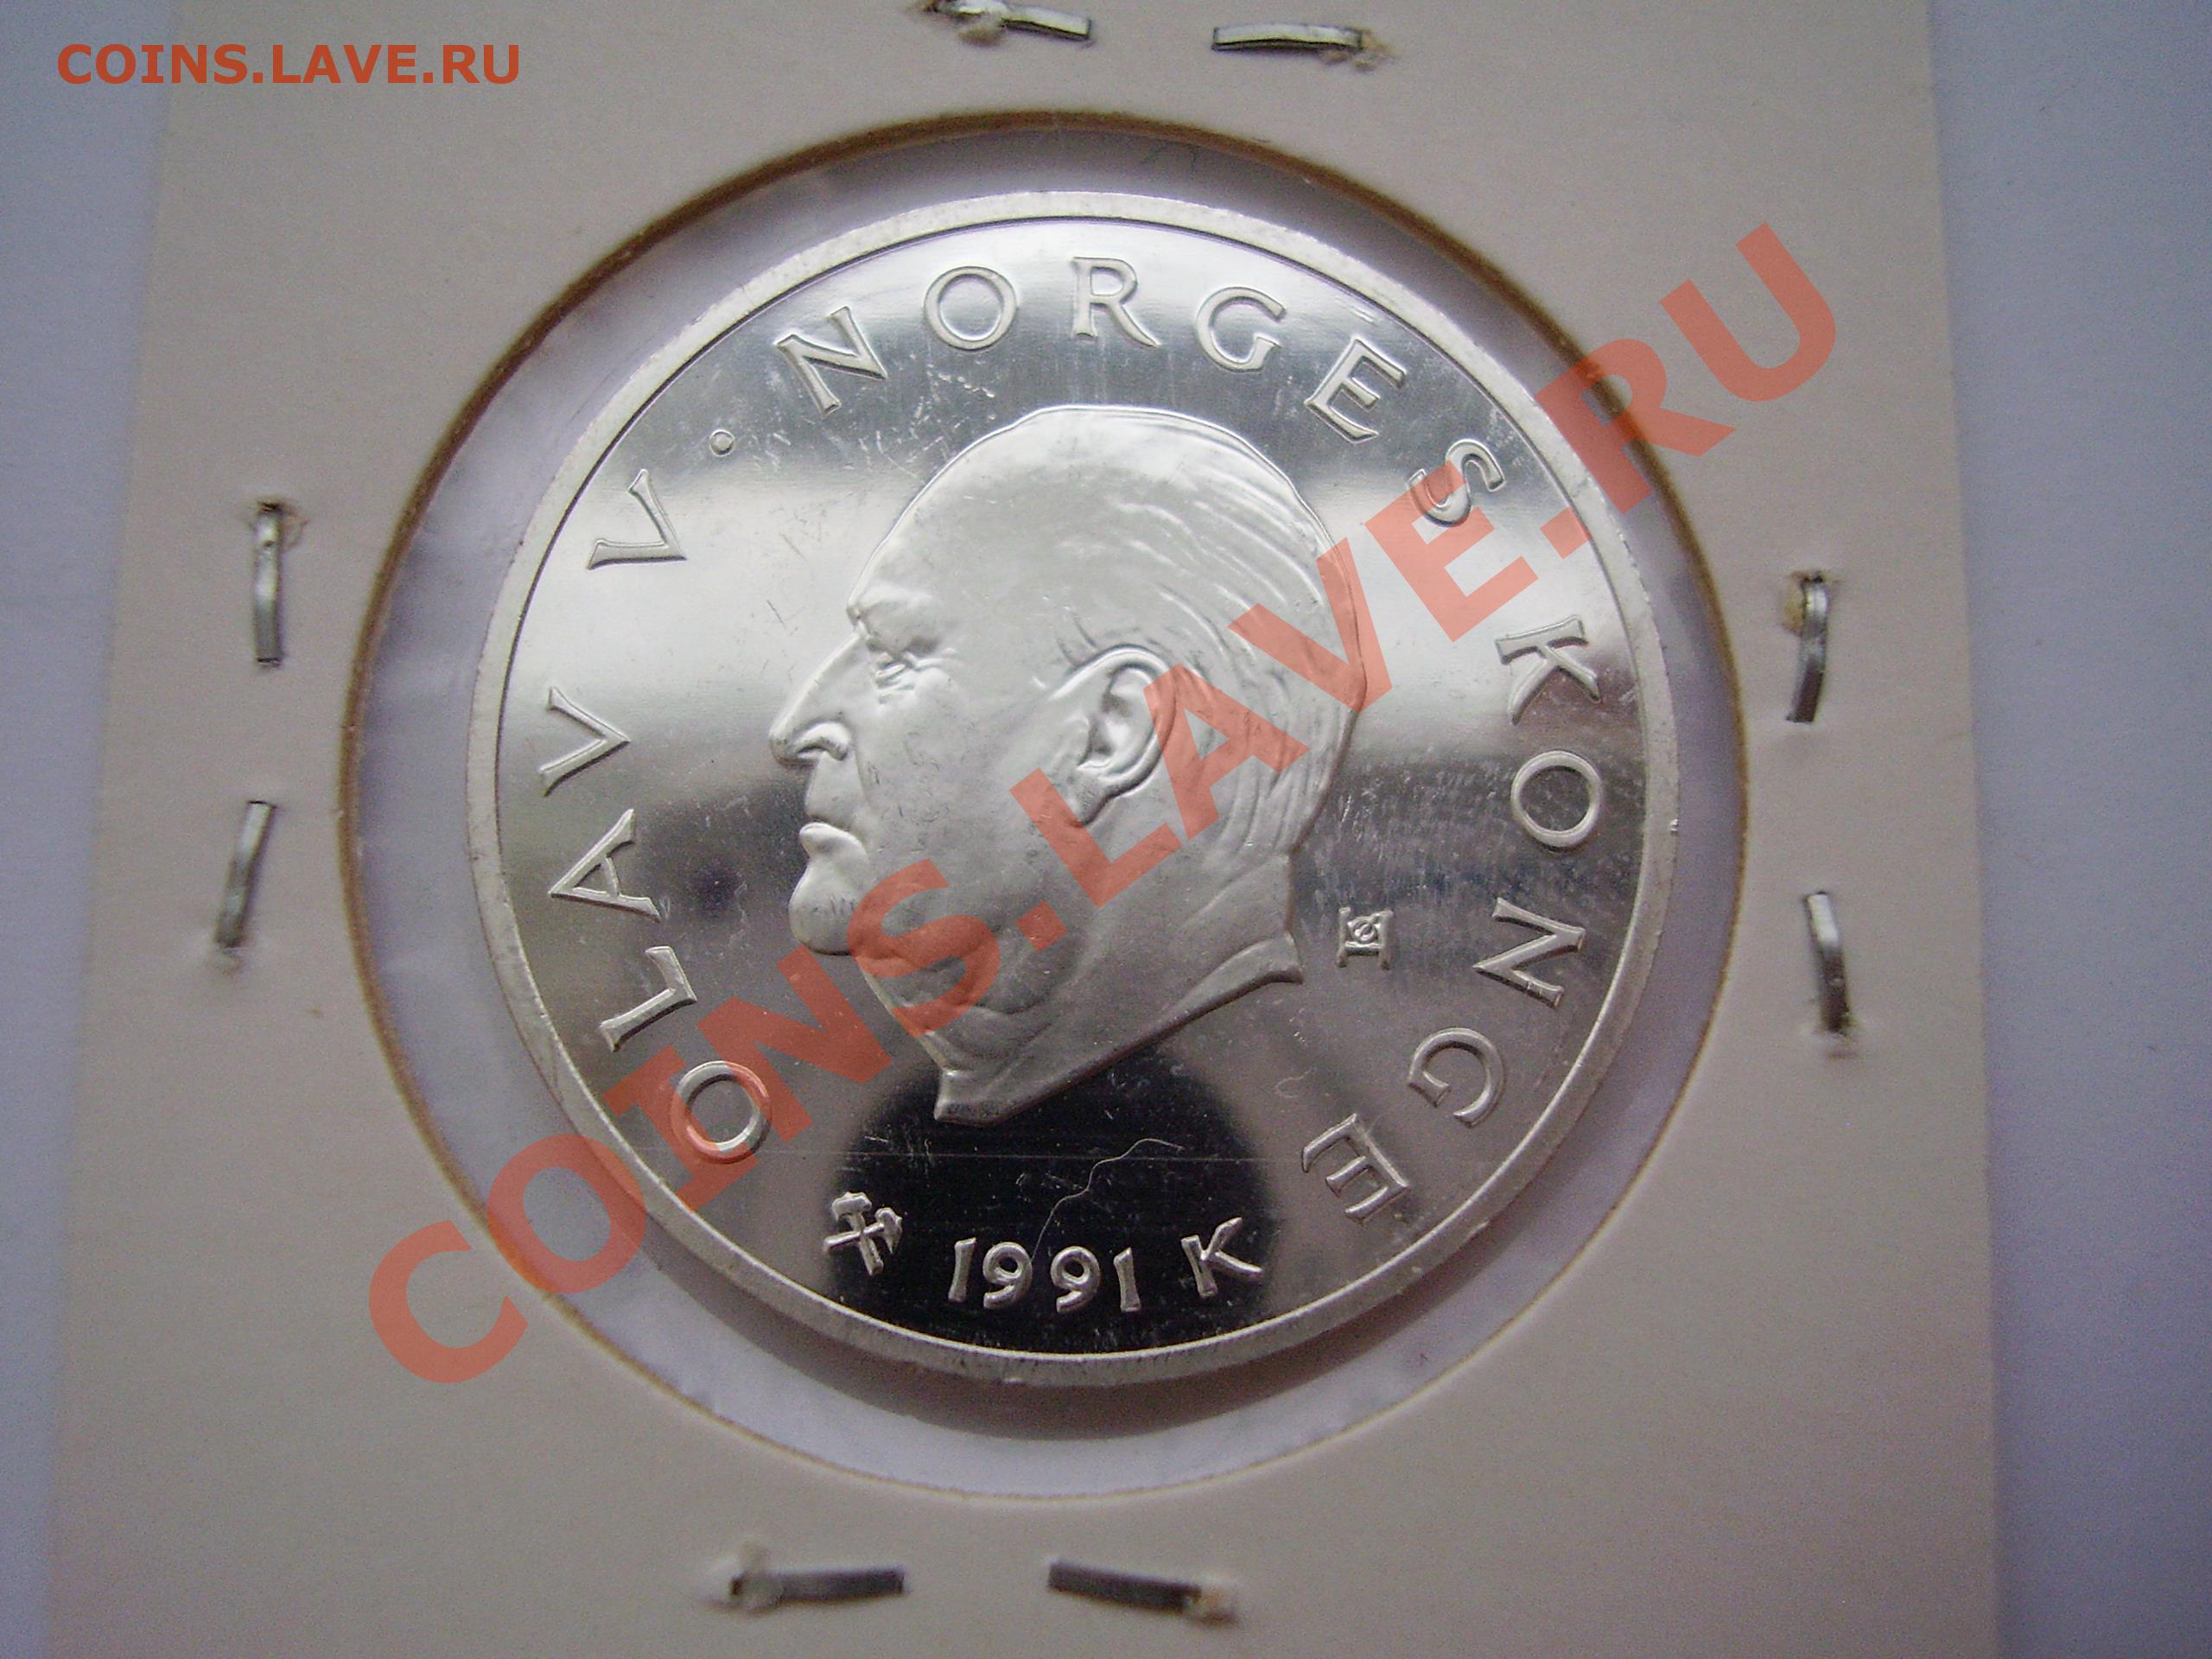 COINS.LAVE.RU
OLAV V · NORGES KONGE
1991 K
COINS.LAVE.RU